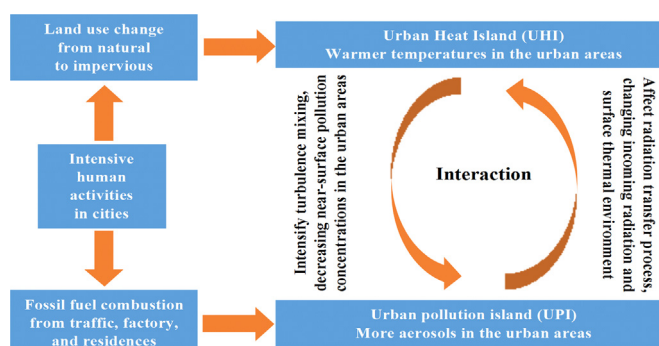 Land use change
from natural
to impervious
Urban Heat Island (UHI)
Warmer temperatures in the urban areas
Intensive
human
activities
in cities
Intensify turbulence mixing,
decreasing near-surface pollution
concentrations in the urban areas
Interaction
Affect radiation transfer process,
changing incoming radiation and
surface thermal environment
Fossil fuel combustion
from traffic, factory,
and residences
Urban pollution island (UPI)
More aerosols in the urban areas